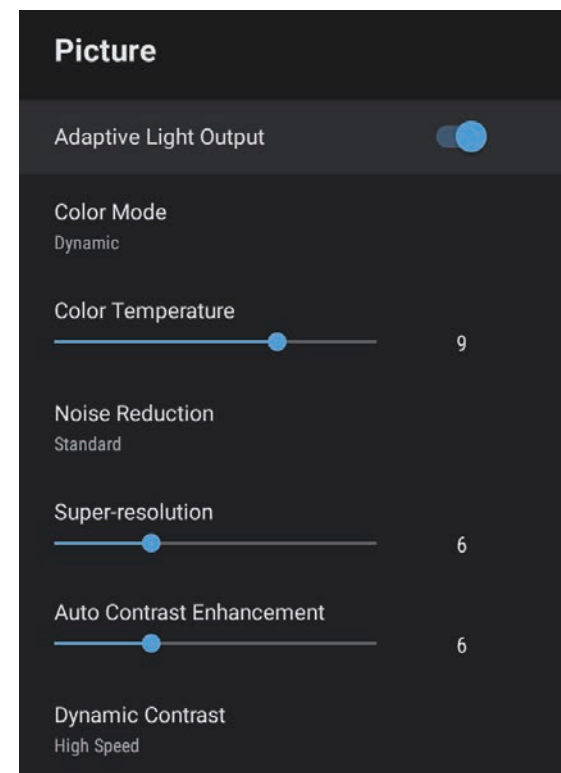 Picture
Adaptive Light Output
Color Mode
Dynamic
Color Temperature
9
Noise Reduction
Standard
Super-resolution
6
Auto Contrast Enhancement
6
Dynamic Contrast
High Speed